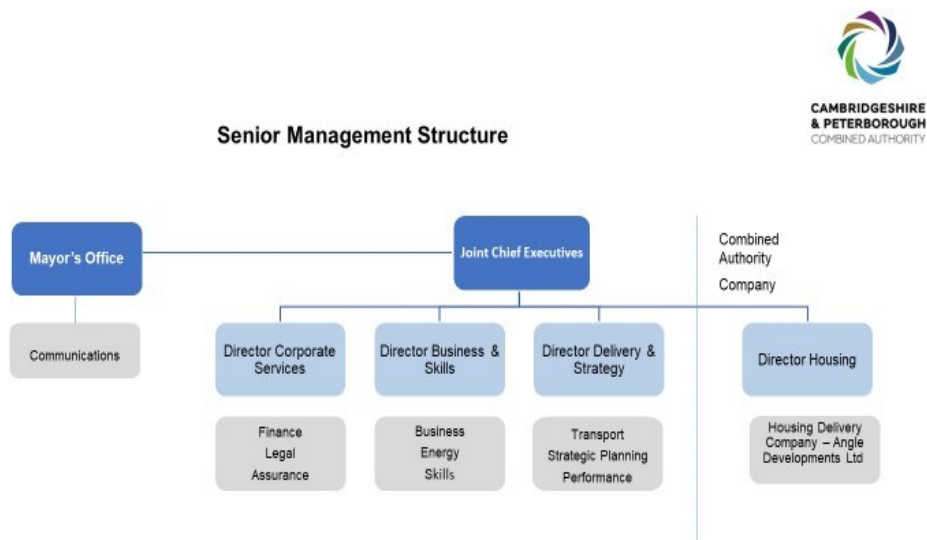 CAMBRIDGESHIRE
& PETERBOROUGH
COMBINED AUTHORITY
Senior Management Structure
Mayor's Office
Joint Chief Executives
Combined
Authority
Company
Communications
Director Corporate
Services
Director Business &
Skills
Director Delivery &
Strategy
Director Housing
Finance
Legal
Assurance
Business
Energy
Skills
Transport
Strategic Planning
Performance
Housing Delivery
Company – Angle
Developments Ltd